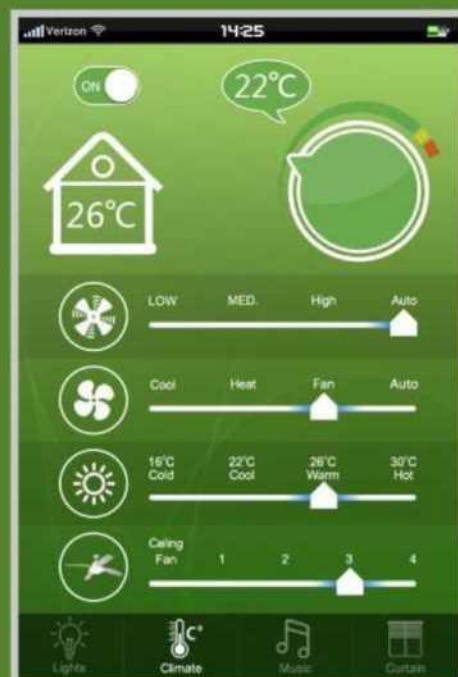 Verizon 14:25
ON
22°C
26°C
LOW MED. High Auto
Cool Heat Fan Auto
16°C 22°C 26°C 30°C
Cold Cool Warm Hot
Celing
Fan 1 2 3 4
C°
Lights Climate Music Curtain